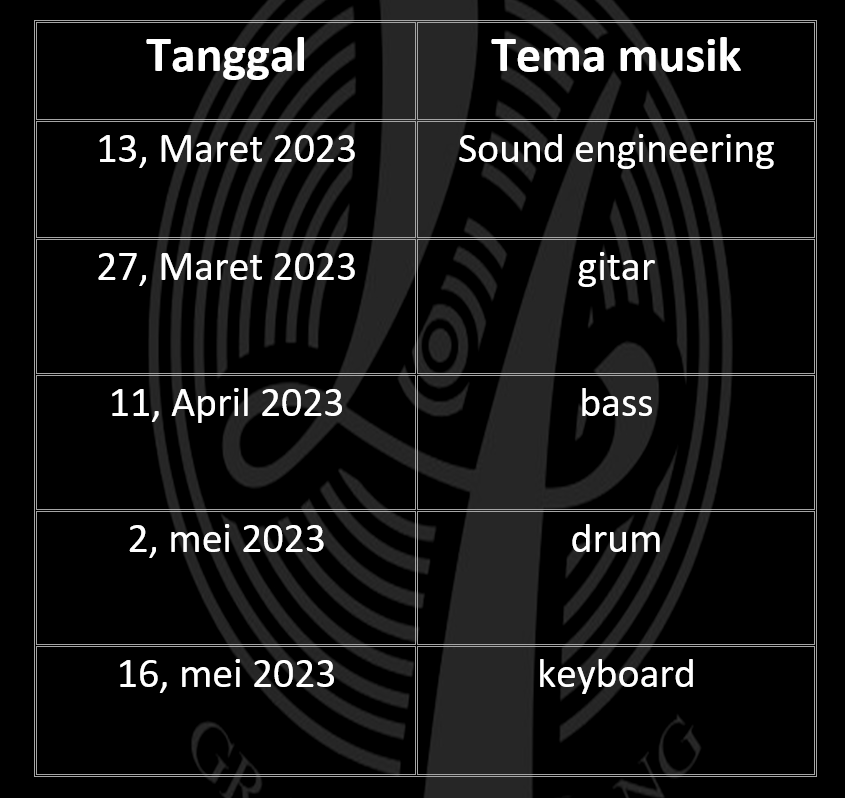 Tanggal Tema musik
13, Maret 2023 Sound engineering
27, Maret 2023 gitar
11, April 2023 bass
2, mei 2023 drum
16, mei 2023 keyboard